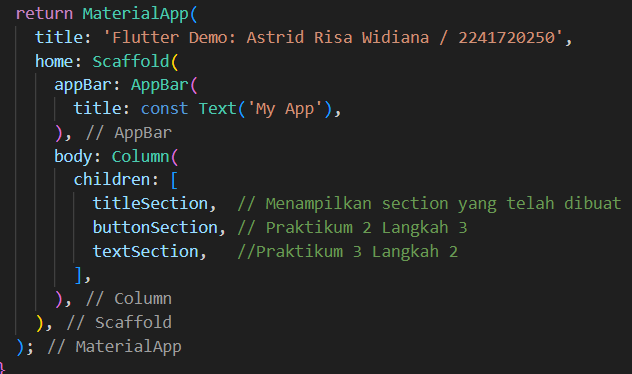 return MaterialApp(
title: 'Flutter Demo: Astrid Risa Widiana / 2241720250',
home: Scaffold(
appBar: AppBar(
title: const Text('My App'),
), // AppBar
body: Column(
children: [
titleSection, // Menampilkan section yang telah dibuat
buttonSection, // Praktikum 2 Langkah 3
textSection, //Praktikum 3 Langkah 2
],
), // Column
), // Scaffold
); // MaterialApp
}